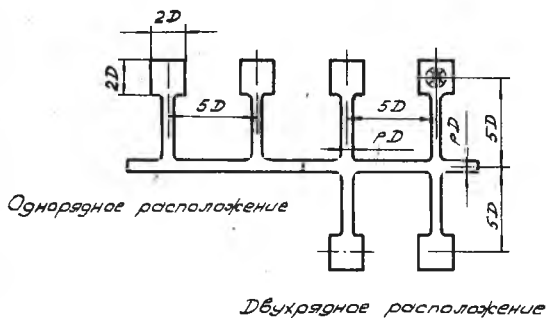 2D
2D
5D
5D
PD
5D
PD
5D
Однорядное расположение
Двухрядное расположение